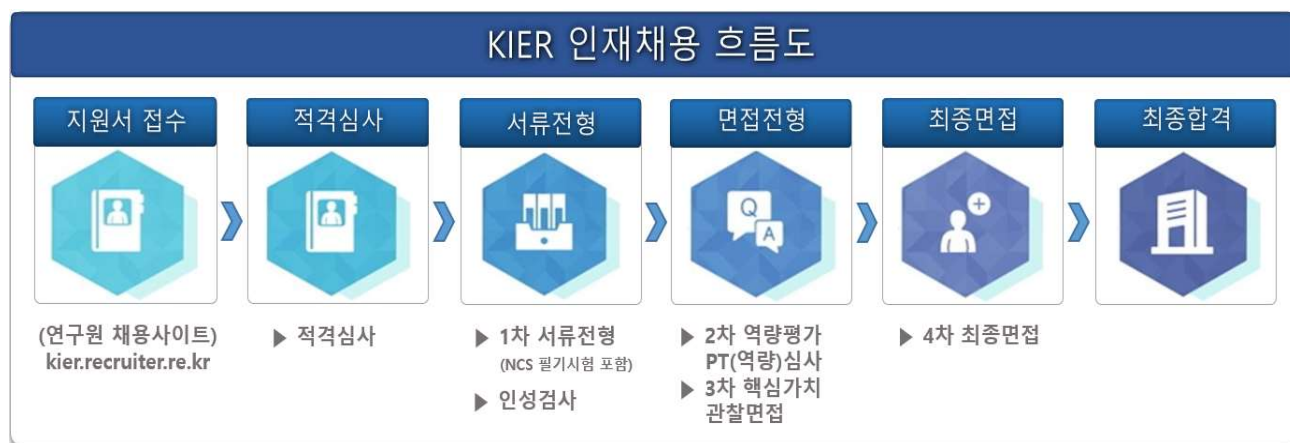 KIER 인재채용 흐름도
지원서 접수
적격심사
서류전형
면접전형
최종면접
최종합격
Q
A
(연구원 채용사이트)
kier.recruiter.re.kr
▶ 적격심사
▶ 1차 서류전형
(NCS 필기시험 포함)
▶ 인성검사
▶ 2차 역량평가
PT(역량)심사
▶ 3차 핵심가치
관찰면접
▶ 4차 최종면접